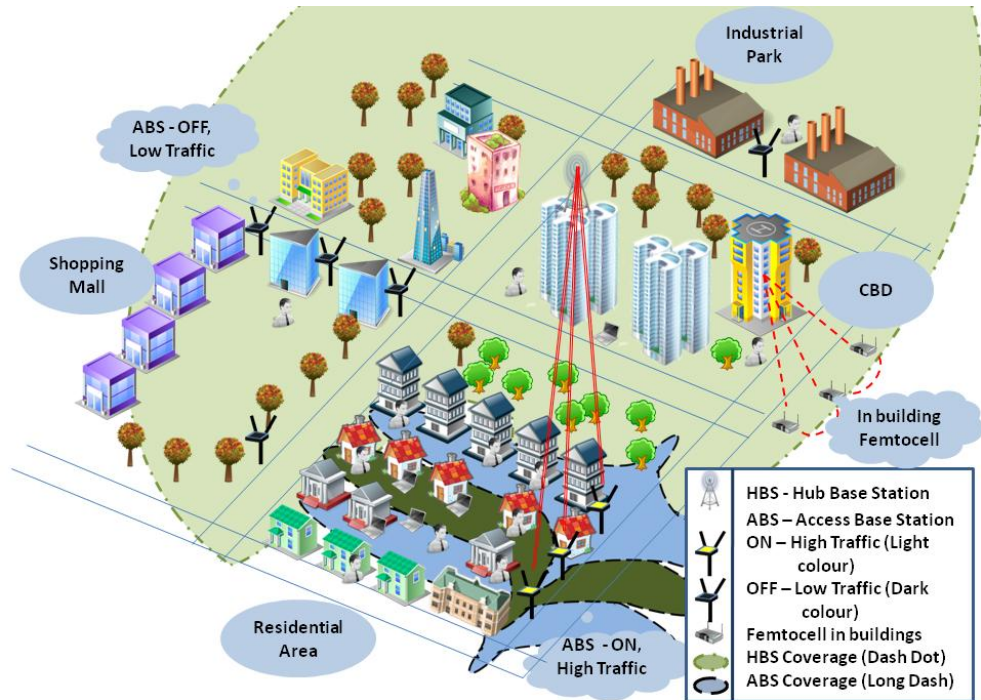 Industrial
Park
ABS - OFF,
Low Traffic
Shopping
Mall
CBD
In building
Femtocell
Residential
Area
ABS - ON,
High Traffic
HBS - Hub Base Station
ABS – Access Base Station
ON – High Traffic (Light
colour)
OFF – Low Traffic (Dark
colour)
Femtocell in buildings
HBS Coverage (Dash Dot)
ABS Coverage (Long Dash)